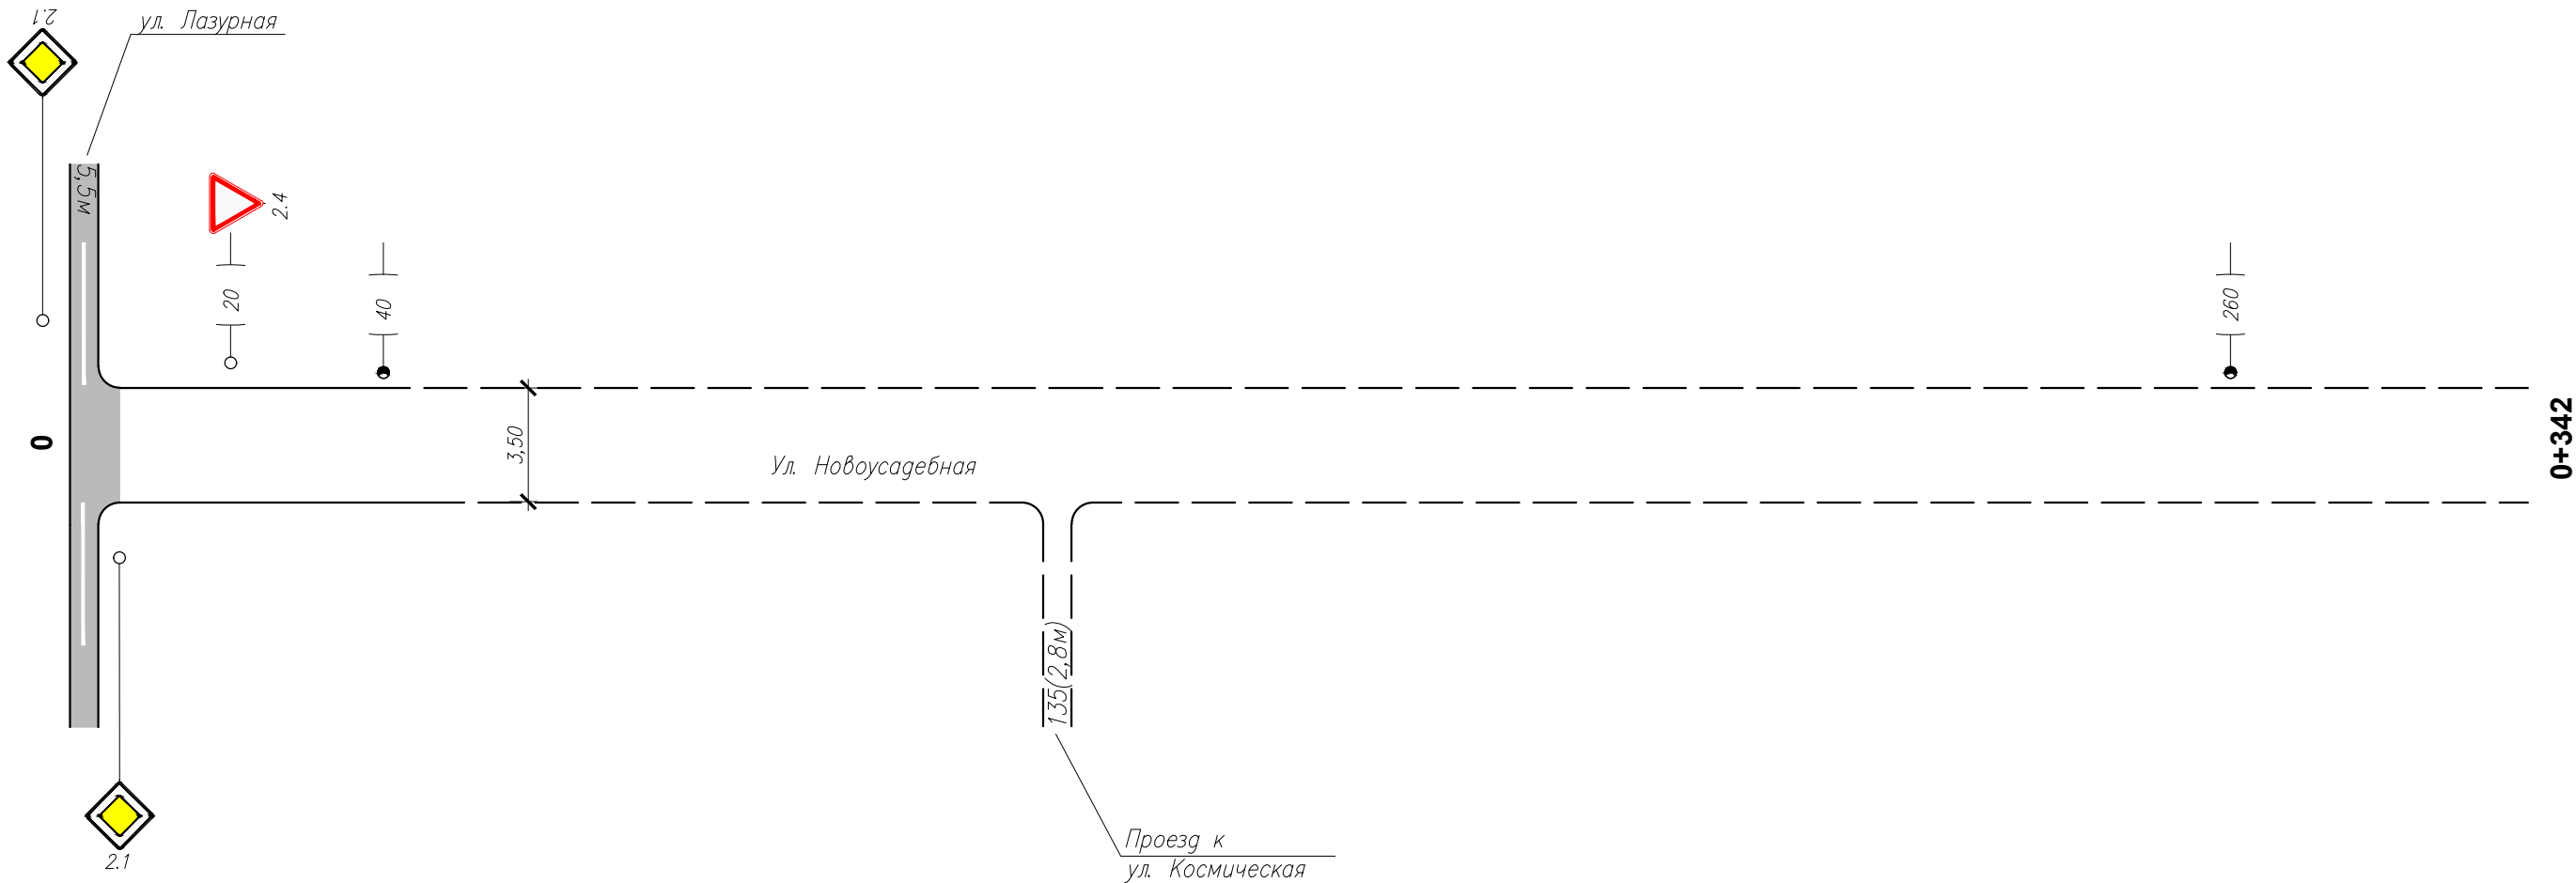 2.1
ул. Лазурная
5,5м
2.4
20
40
260
0
3,50
Ул. Новоусадебная
0+342
135(2,8м)
2.1
Проезд к
ул. Космическая